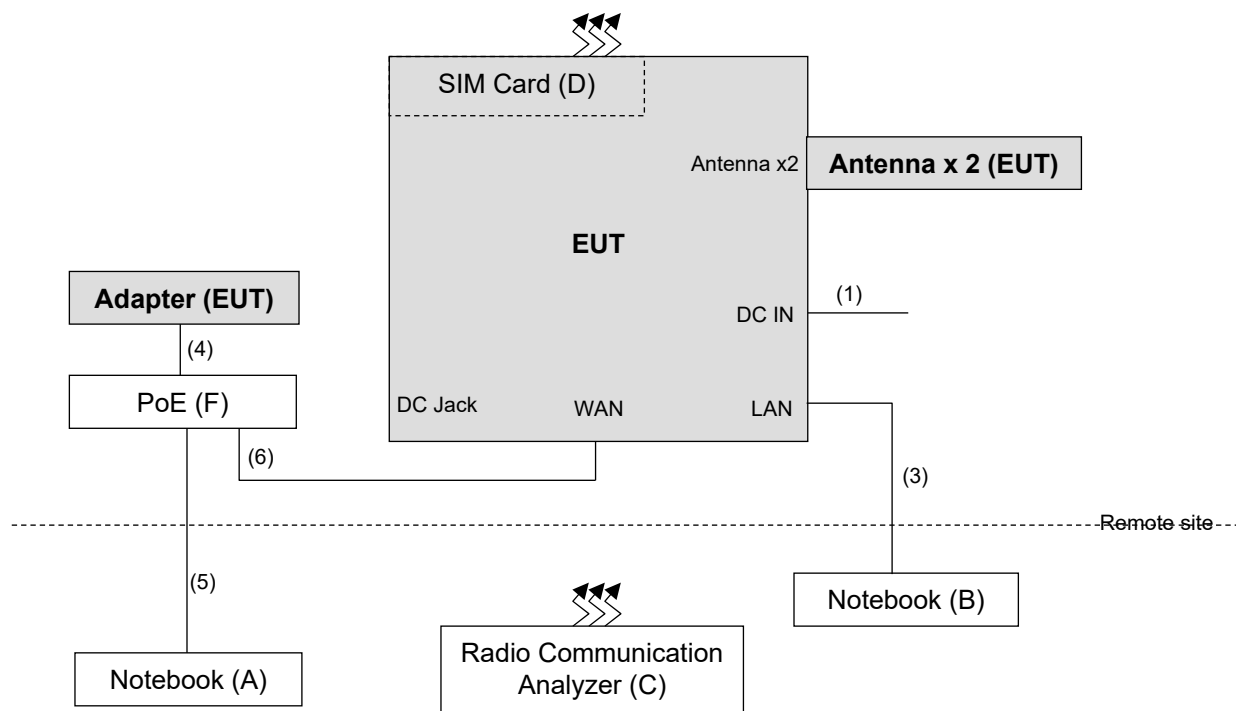 SIM Card (D)
Antenna x2
Antenna x 2 (EUT)
EUT
Adapter (EUT)
(1)
DC IN
(4)
PoE (F)
DC Jack
WAN
LAN
(6)
(3)
Remote site
(5)
Notebook (B)
Radio Communication
Analyzer (C)
Notebook (A)